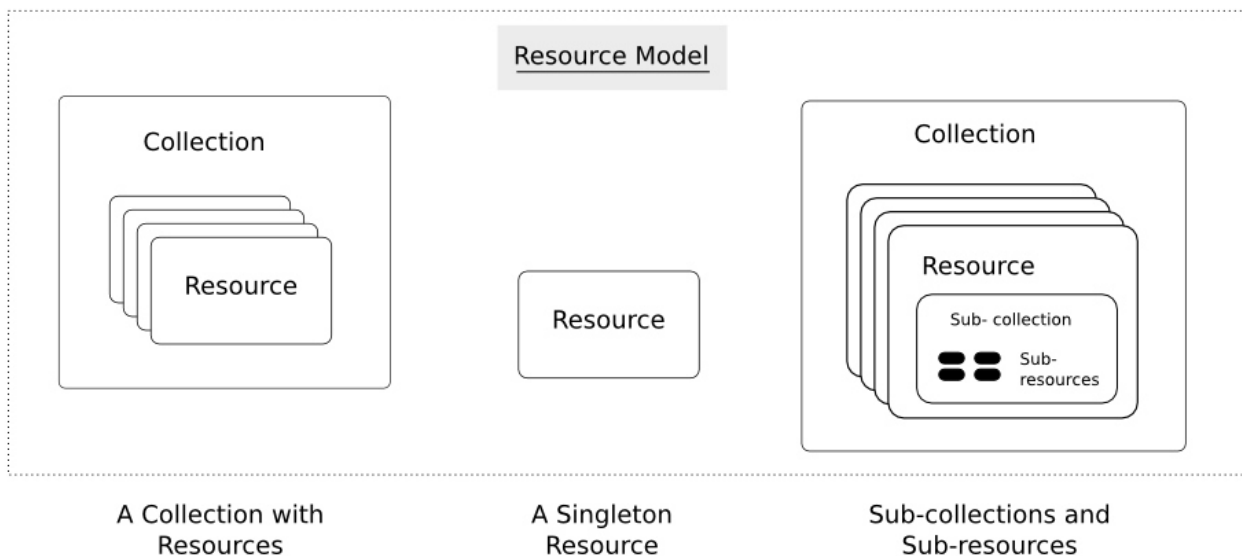 Resource Model
Collection
Resource
Resource
Collection
Resource
Sub- collection
Sub-
resources
A Collection with
Resources
A Singleton
Resource
Sub-collections and
Sub-resources